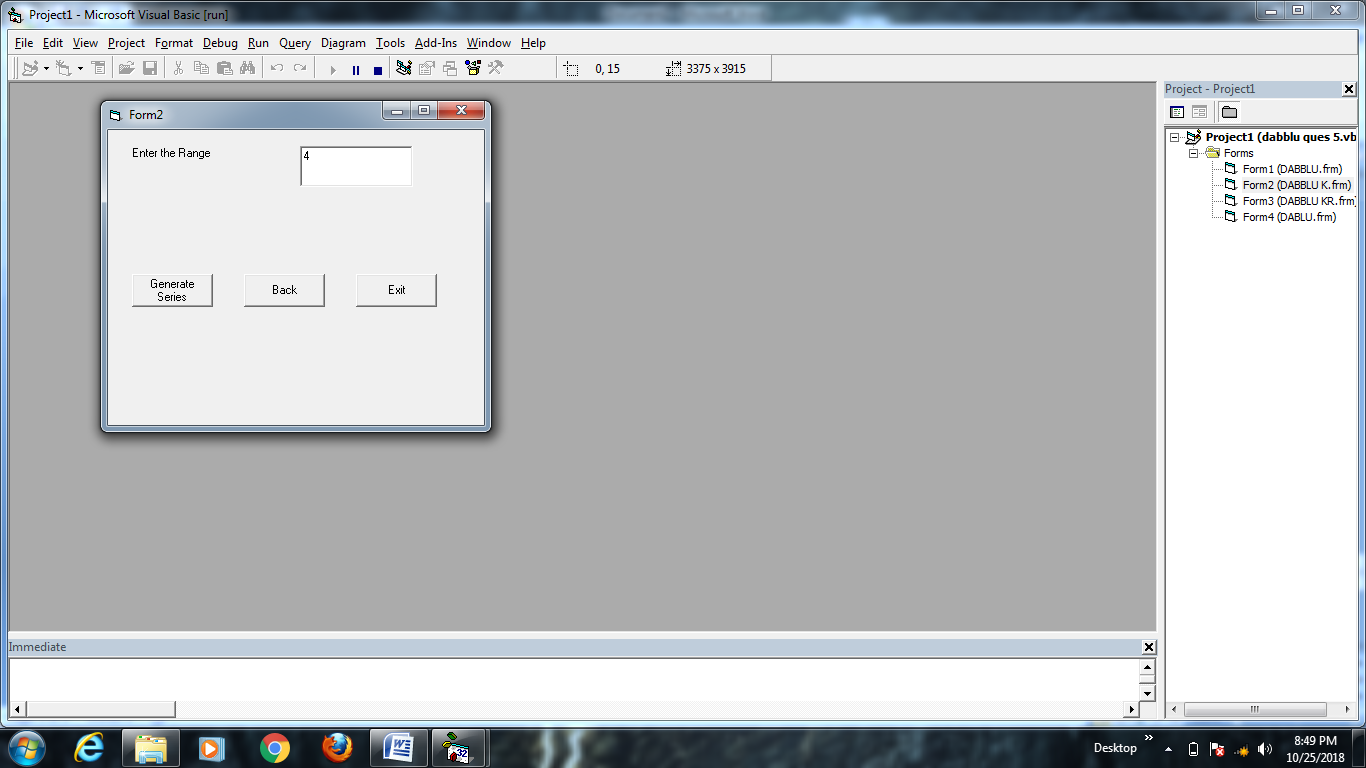 Project1 - Microsoft Visual Basic [run]
File Edit View Project Format Debug Run Query Diagram Tools Add-Ins Window Help
0, 15 3375 x 3915
Project - Project1
Form2
Enter the Range
4
Generate
Series
Back
Exit
Project1 (dabblu ques 5.vb
Forms
Form1 (DABBLU.frm)
Form2 (DABBLU K.frm)
Form3 (DABBLU KR.frm)
Form4 (DABLU.frm)
Immediate
Desktop
8:49 PM
10/25/2018